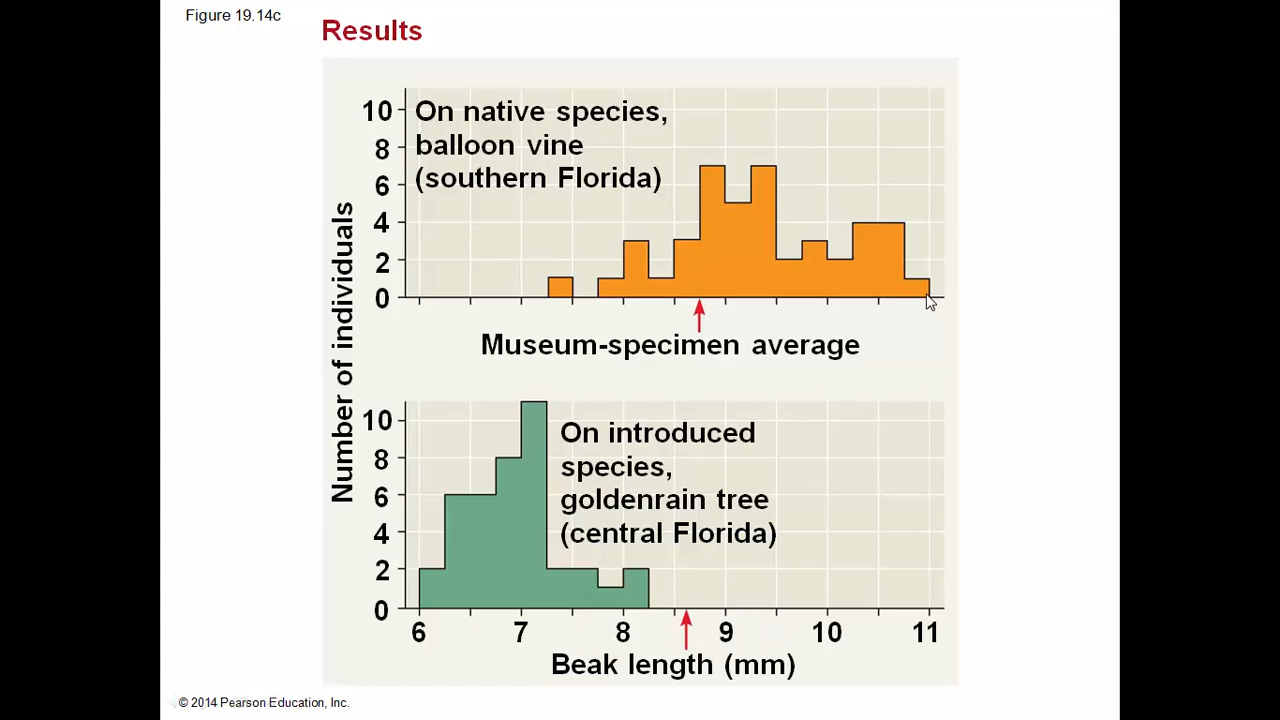 Figure 19.14c
Results
10
8
6
4
2
0
On native species,
balloon vine
(southern Florida)
Museum-specimen average
Number of individuals
10
8
6
4
2
0
On introduced
species,
goldenrain tree
(central Florida)
6 7 8 9 10 11
Beak length (mm)
© 2014 Pearson Education, Inc.